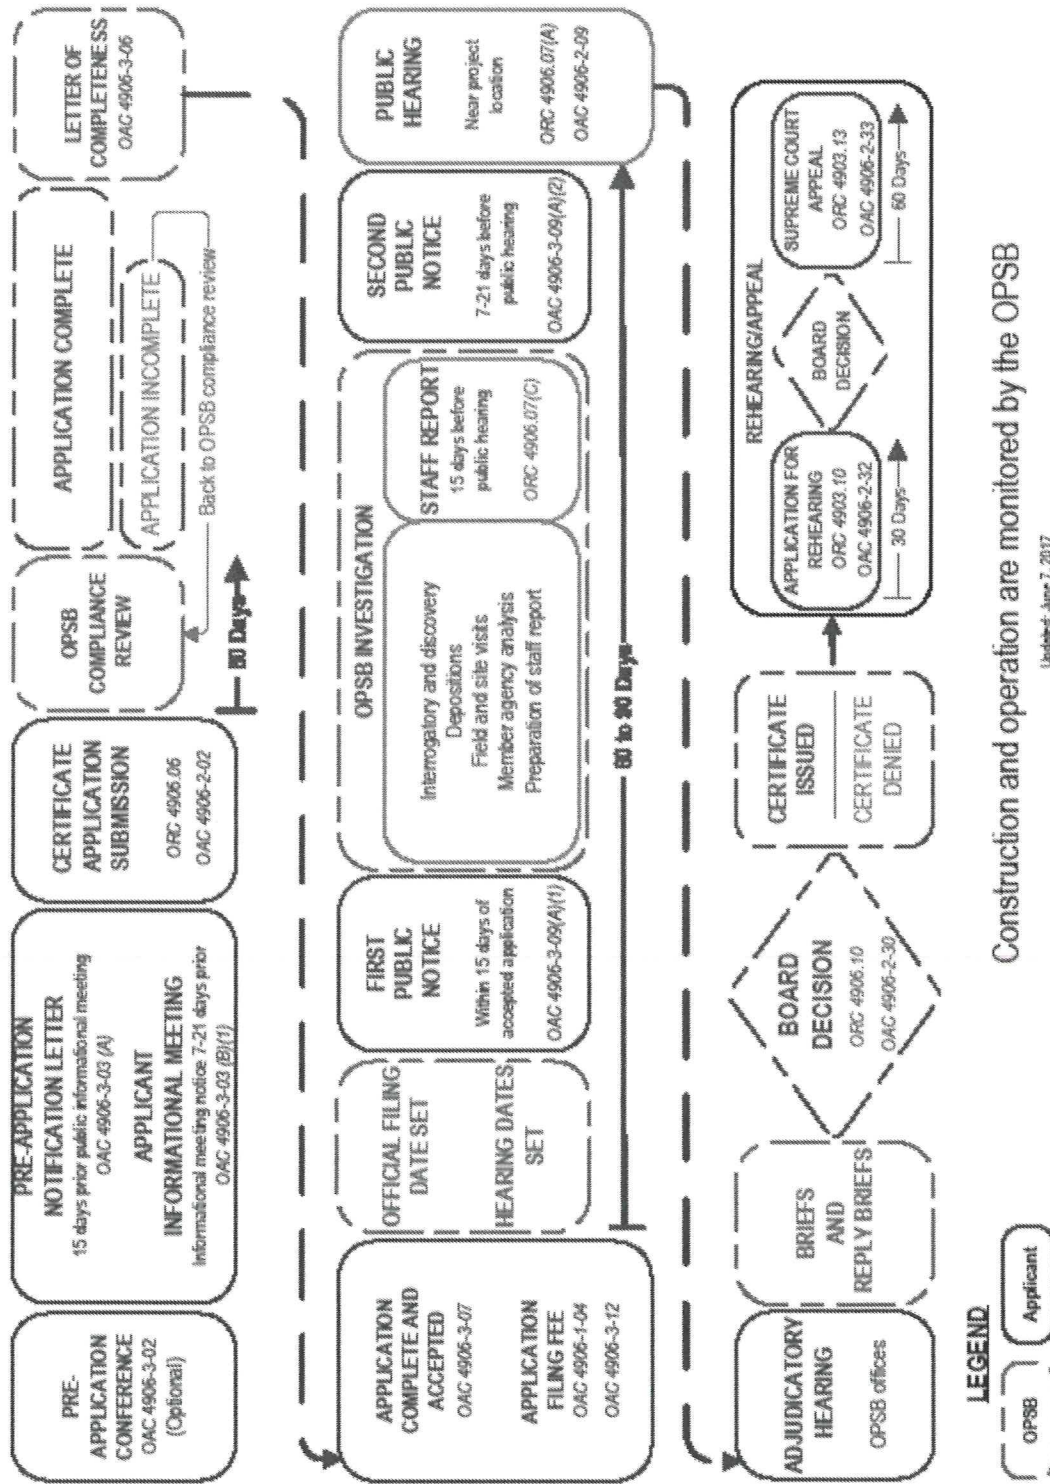 PRE-
APPLICATION
CONFERENCE
OAC 4906-3-02
(Optional)
PRE-APPLICATION
NOTIFICATION LETTER
15 days prior public informational meeting
OAC 4906-3-03 (A)
APPLICANT
INFORMATIONAL MEETING
Informational meeting notice 7-21 days prior
OAC 4906-3-03 (B)(1)
CERTIFICATE
APPLICATION
SUBMISSION
ORC 4906.06
OAC 4906-2-02
OPSB
COMPLIANCE
REVIEW
60 Days
APPLICATION COMPLETE
APPLICATION INCOMPLETE
Back to OPSB compliance review
LETTER OF
COMPLETENESS
OAC 4906-3-06
APPLICATION
COMPLETE AND
ACCEPTED
OAC 4906-3-07
APPLICATION
FILING FEE
OAC 4906-1-04
OAC 4906-3-12
OFFICIAL FILING
DATE SET
HEARING DATES
SET
FIRST
PUBLIC
NOTICE
Within 15 days of
accepted application
OAC 4906-3-09(A)(1)
OPSB INVESTIGATION
Interrogatory and discovery
Depositions
Field and site visits
Member agency analysis
Preparation of staff report
STAFF REPORT
15 days before
public hearing
ORC 4906.07(C)
SECOND
PUBLIC
NOTICE
7-21 days before
public hearing
OAC 4906-3-09(A)(2)
PUBLIC
HEARING
Near project
location
ORC 4906.07(A)
OAC 4906-2-09
60 to 90 Days
ADJUDICATORY
HEARING
OPSB offices
BRIEFS
AND
REPLY BRIEFS
BOARD
DECISION
ORC 4906.10
OAC 4906-2-30
CERTIFICATE
ISSUED
CERTIFICATE
DENIED
REHEARING/APPEAL
APPLICATION FOR
REHEARING
ORC 4903.10
OAC 4906-2-32
30 Days
BOARD
DECISION
SUPREME COURT
APPEAL
ORC 4903.13
OAC 4906-2-33
60 Days
LEGEND
OPSB
Applicant
Construction and operation are monitored by the OPSB
Updated: June 7, 2017